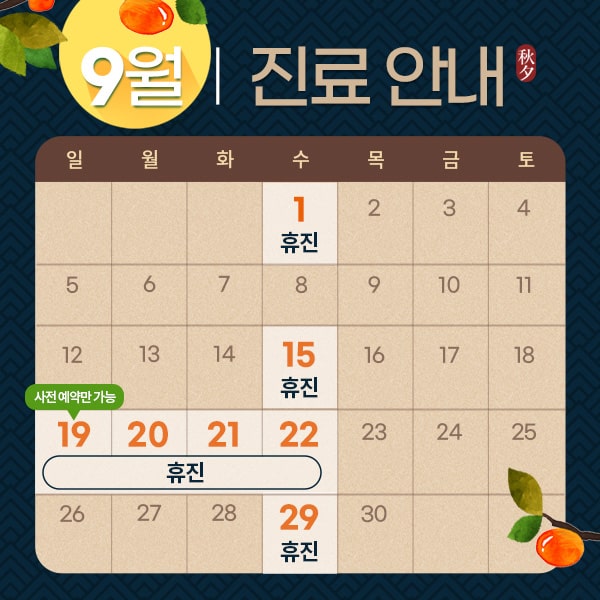 9월 진료 안내 秋夕
일 월 화 수 목 금 토
1 2 3 4
휴진
5 6 7 8 9 10 11
12 13 14 15 16 17 18
휴진
사전 예약만 가능
19 20 21 22 23 24 25
휴진
26 27 28 29 30
휴진